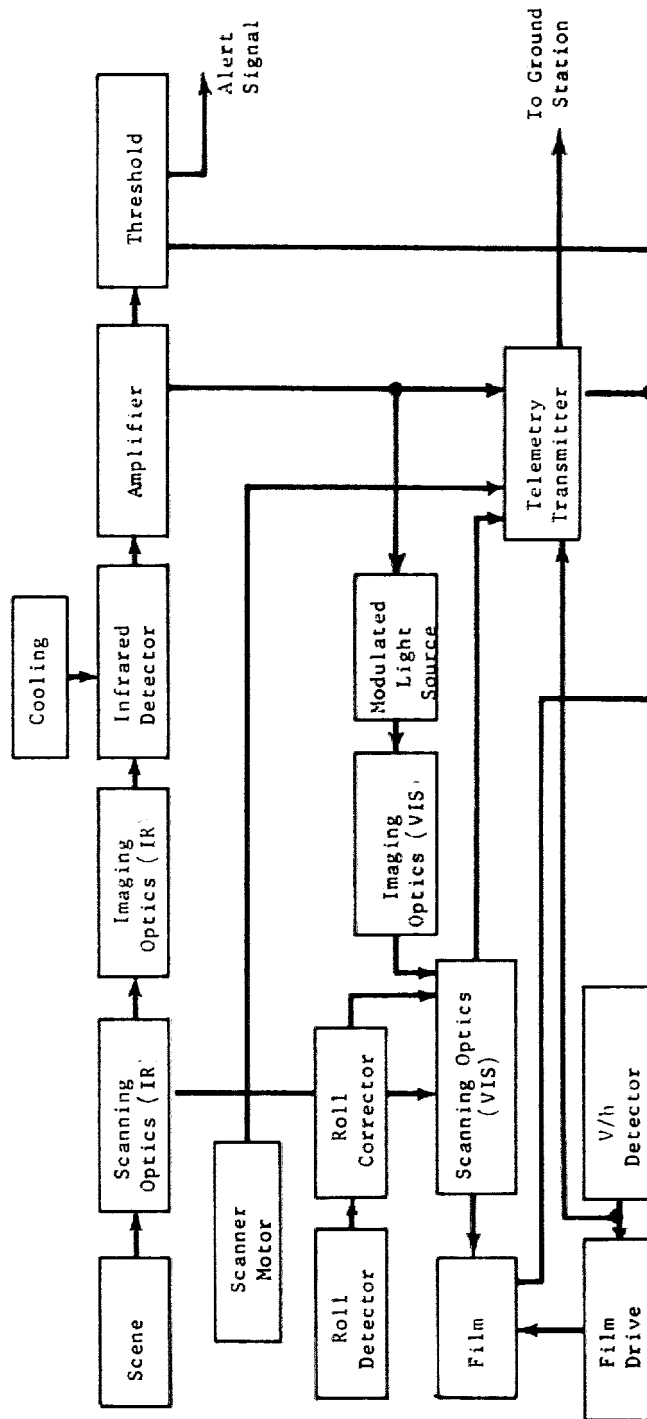 Scene
Scanning
Optics (IR)
Imaging
Optics (IR)
Cooling
Infrared
Detector
Amplifier
Threshold
Alert
Signal
Scanner
Motor
Roll
Detector
Roll
Corrector
Imaging
Optics (VIS)
Modulated
Light
Source
Film
Scanning Optics
(VIS)
Telemetry
Transmitter
To Ground
Station
Film
Drive
V/h
Detector